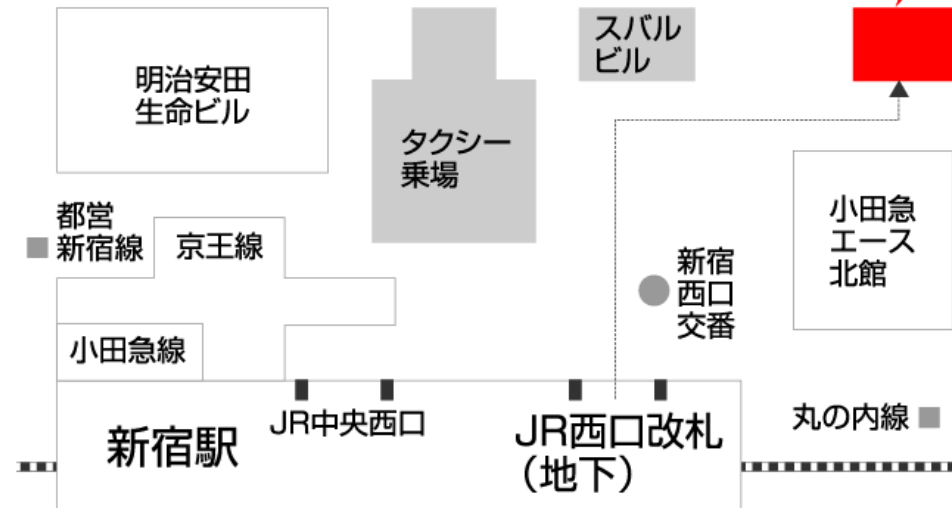 スバル
ビル
明治安田
生命ビル
タクシー
乗場
都営
新宿線
京王線
小田急
エース
北館
新宿
西口
交番
小田急線
JR中央西口
丸の内線
新宿駅
JR西口改札
（地下）